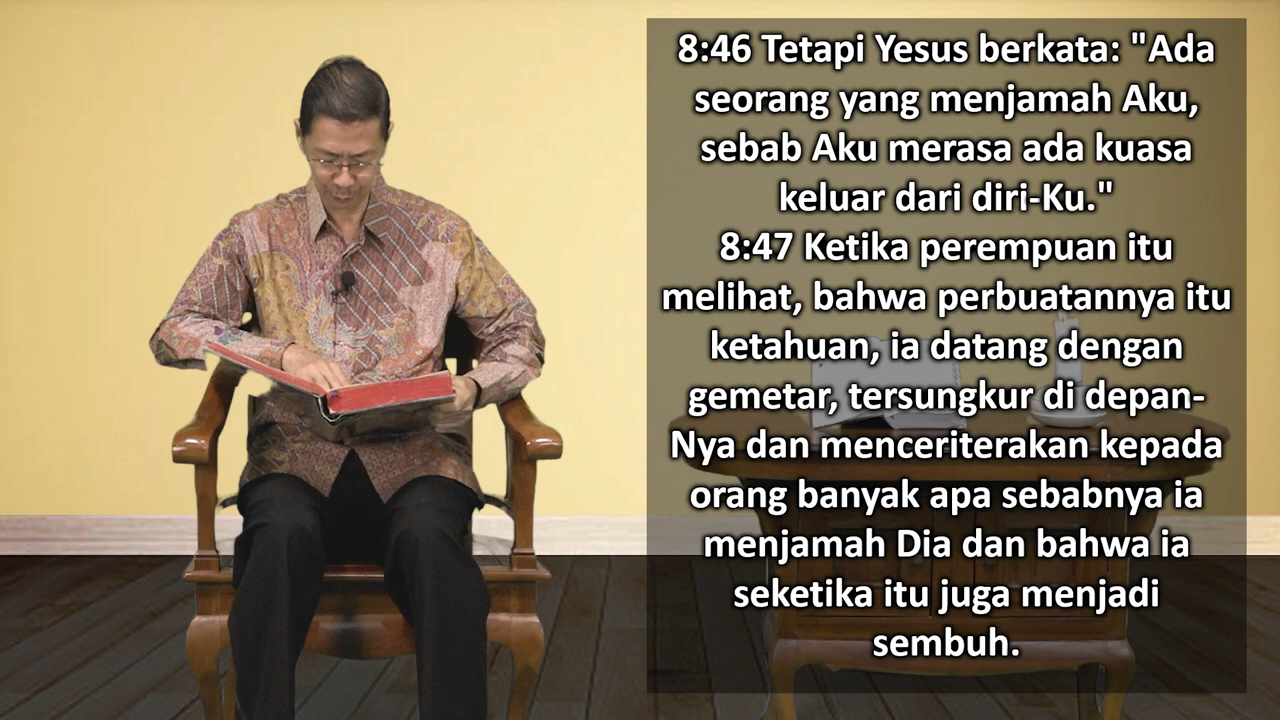 8:46 Tetapi Yesus berkata: "Ada
seorang yang menjamah Aku,
sebab Aku merasa ada kuasa
keluar dari diri-Ku."
8:47 Ketika perempuan itu
melihat, bahwa perbuatannya itu
ketahuan, ia datang dengan
gemetar, tersungkur di depan-
Nya dan menceriterakan kepada
orang banyak apa sebabnya ia
menjamah Dia dan bahwa ia
seketika itu juga menjadi
sembuh.